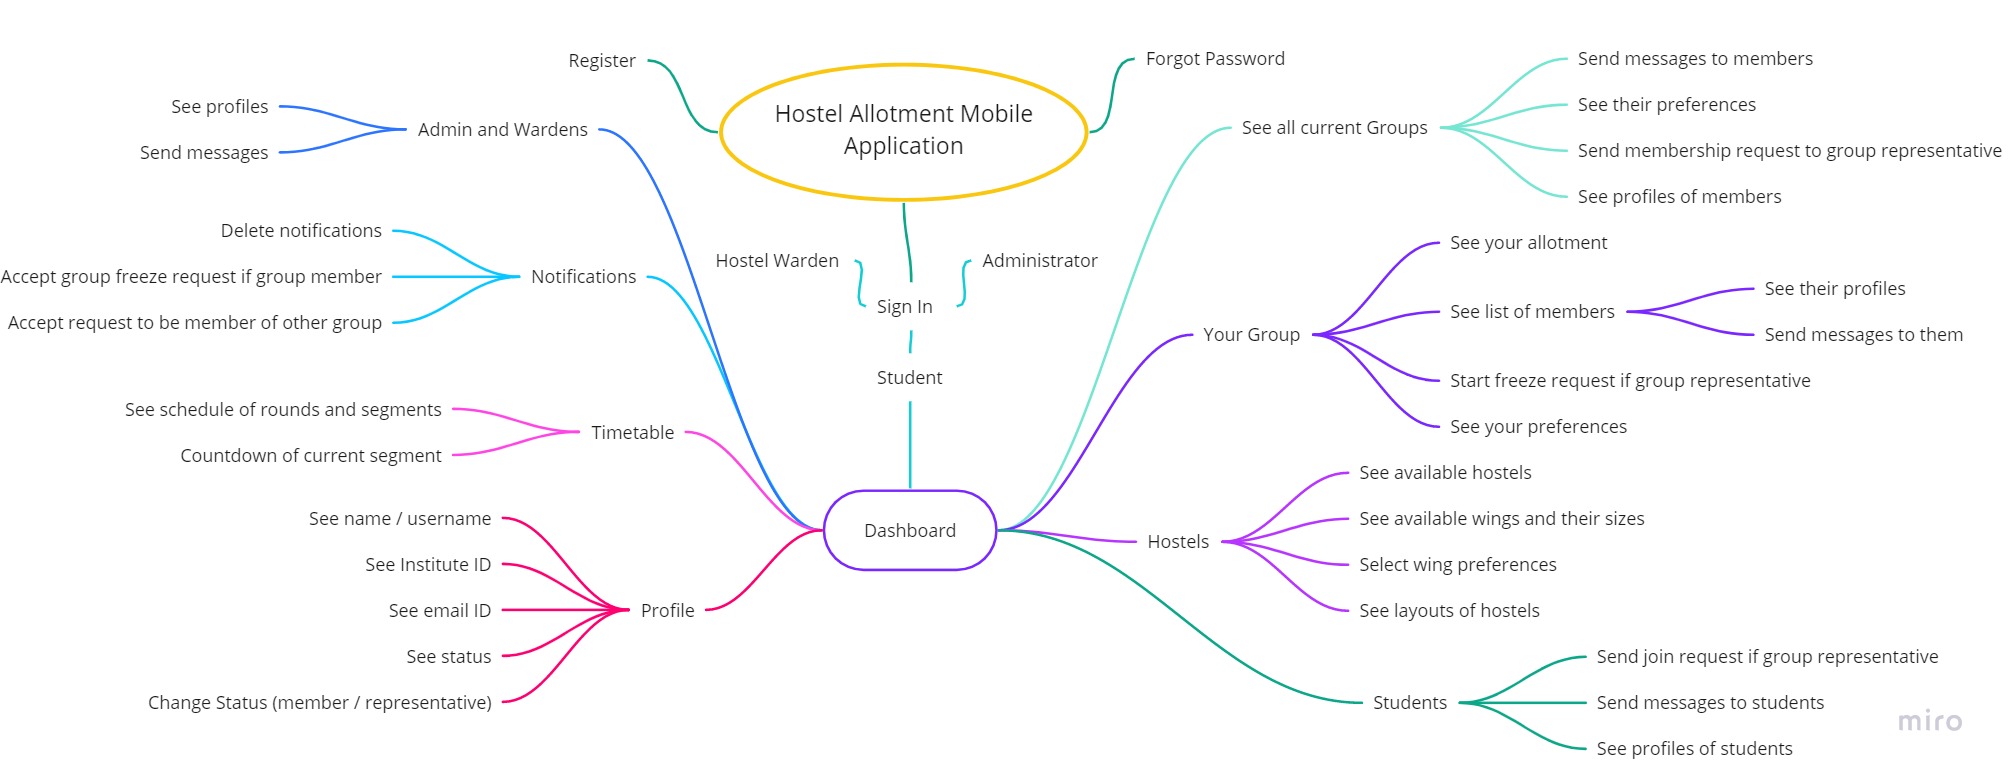 Hostel Allotment Mobile
Application
Register
Forgot Password
Sign In
Hostel Warden
Administrator
Student
Dashboard
Admin and Wardens
See profiles
Send messages
Notifications
Delete notifications
Accept group freeze request if group member
Accept request to be member of other group
Timetable
See schedule of rounds and segments
Countdown of current segment
Profile
See name / username
See Institute ID
See email ID
See status
Change Status (member / representative)
See all current Groups
Send messages to members
See their preferences
Send membership request to group representative
See profiles of members
Your Group
See your allotment
See list of members
See their profiles
Send messages to them
Start freeze request if group representative
See your preferences
Hostels
See available hostels
See available wings and their sizes
Select wing preferences
See layouts of hostels
Students
Send join request if group representative
Send messages to students
See profiles of students
miro